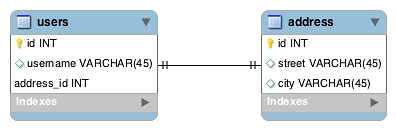 users
id INT
username VARCHAR(45)
address_id INT
Indexes
address
id INT
street VARCHAR(45)
city VARCHAR(45)
Indexes